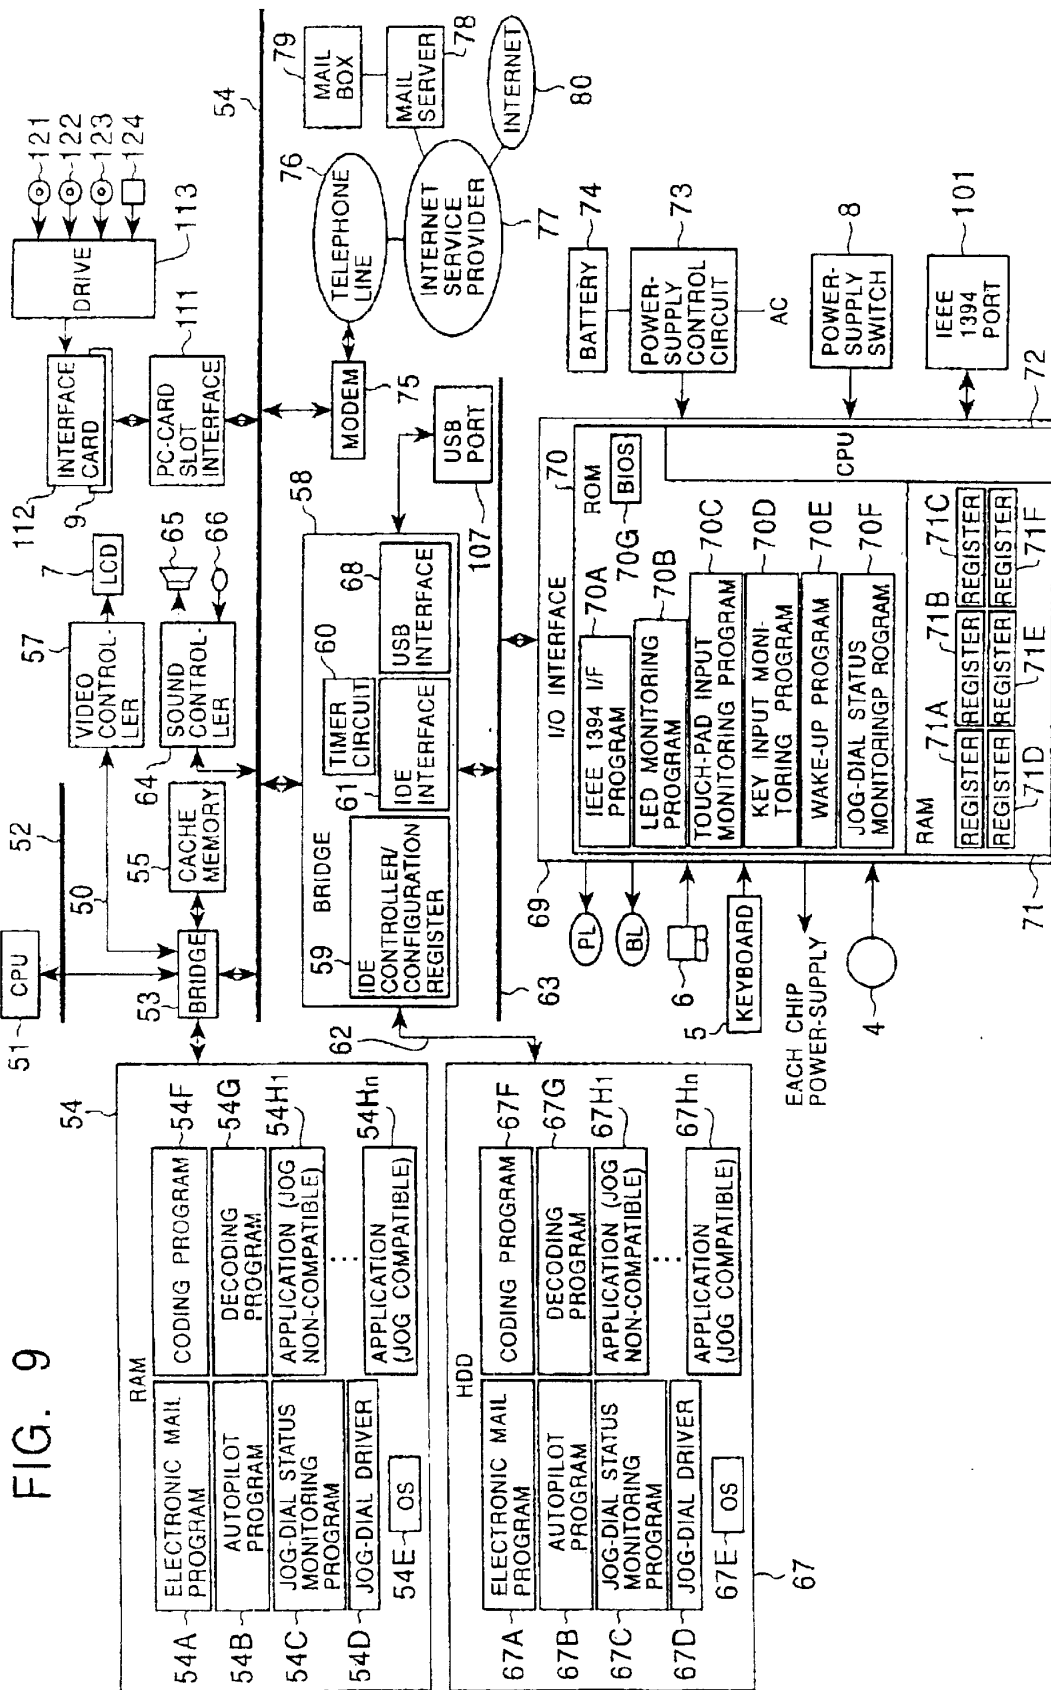 FIG. 9
51
CPU
52
50
53
BRIDGE
55
CACHE
MEMORY
57
VIDEO CONTROL-
LER
7
LCD
64
SOUND
CONTROL-
LER
65
66
112
INTERFACE
CARD
9
PC-CARD
SLOT
INTERFACE
111
DRIVE
113
121
122
123
124
54
54
RAM
54A
ELECTRONIC MAIL
PROGRAM
54B
AUTOPILOT
PROGRAM
54C
JOG-DIAL STATUS
MONITORING
PROGRAM
54D
JOG-DIAL DRIVER
54E
OS
CODING PROGRAM
54F
DECODING
PROGRAM
54G
APPLICATION (JOG
NON-COMPATIBLE)
54H1
APPLICATION
(JOG COMPATIBLE)
54Hn
BRIDGE
58
59
IDE
CONTROLLER/
CONFIGURATION
REGISTER
60
TIMER
CIRCUIT
61
IDE
INTERFACE
68
USB INTERFACE
62
63
USB
PORT
107
MODEM
75
TELEPHONE
LINE
76
INTERNET
SERVICE
PROVIDER
77
MAIL
SERVER
78
MAIL
BOX
79
INTERNET
80
HDD
67
67A
ELECTRONIC MAIL
PROGRAM
67B
AUTOPILOT
PROGRAM
67C
JOG-DIAL STATUS
MONITORING
PROGRAM
67D
JOG-DIAL DRIVER
67E
OS
CODING PROGRAM
67F
DECODING
PROGRAM
67G
APPLICATION (JOG
NON-COMPATIBLE)
67H1
APPLICATION
(JOG COMPATIBLE)
67Hn
69
I/O INTERFACE
70
ROM
BIOS
70G
IEEE 1394 I/F
PROGRAM
70A
LED MONITORING
PROGRAM
70B
TOUCH-PAD INPUT
MONITORING PROGRAM
70C
KEY INPUT MONI-
TORING PROGRAM
70D
WAKE-UP PROGRAM
70E
JOG-DIAL STATUS
MONITORINGP ROGRAM
70F
PL
BL
6
5
KEYBOARD
EACH CHIP
POWER-SUPPLY
4
71
RAM
71A
71B
71C
REGISTER
REGISTER
REGISTER
REGISTER
REGISTER
REGISTER
71D
71E
71F
CPU
72
BATTERY
74
POWER-
SUPPLY
CONTROL
CIRCUIT
73
AC
POWER-
SUPPLY
SWITCH
8
IEEE
1394
PORT
101